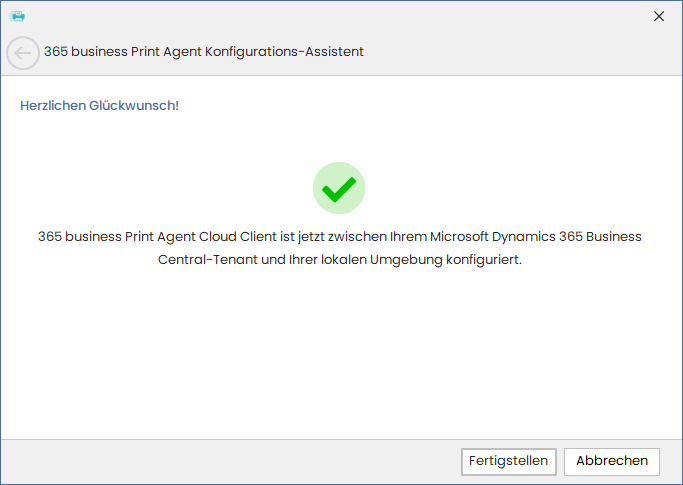 365 business Print Agent Konfigurations-Assistent
Herzlichen Glückwunsch!
365 business Print Agent Cloud Client ist jetzt zwischen Ihrem Microsoft Dynamics 365 Business
Central-Tenant und Ihrer lokalen Umgebung konfiguriert.
Fertigstellen
Abbrechen